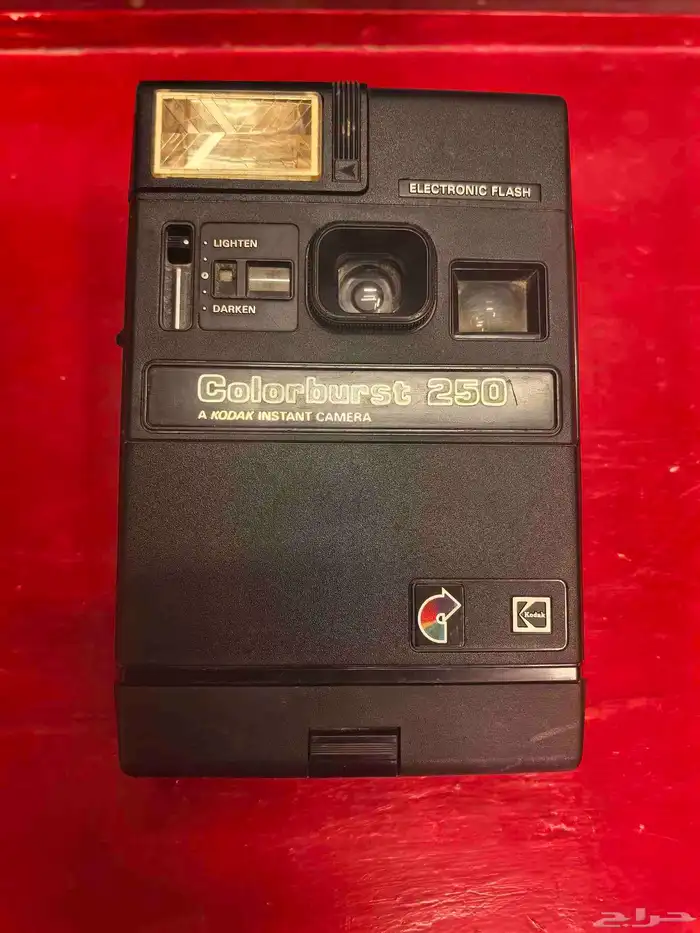 ELECTRONIC FLASH
LIGHTEN
DARKEN
Colorburst 250
A KODAK INSTANT CAMERA
Kodak
حراج